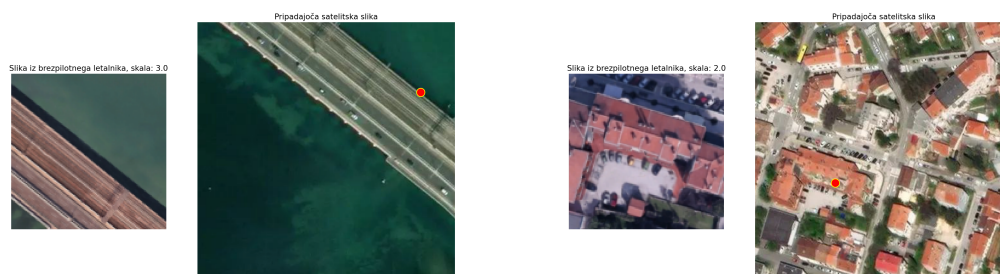 Pripadajoča satelitska slika
Slika iz brezpilotnega letalnika, skala: 3.0
Pripadajoča satelitska slika
Slika iz brezpilotnega letalnika, skala: 2.0